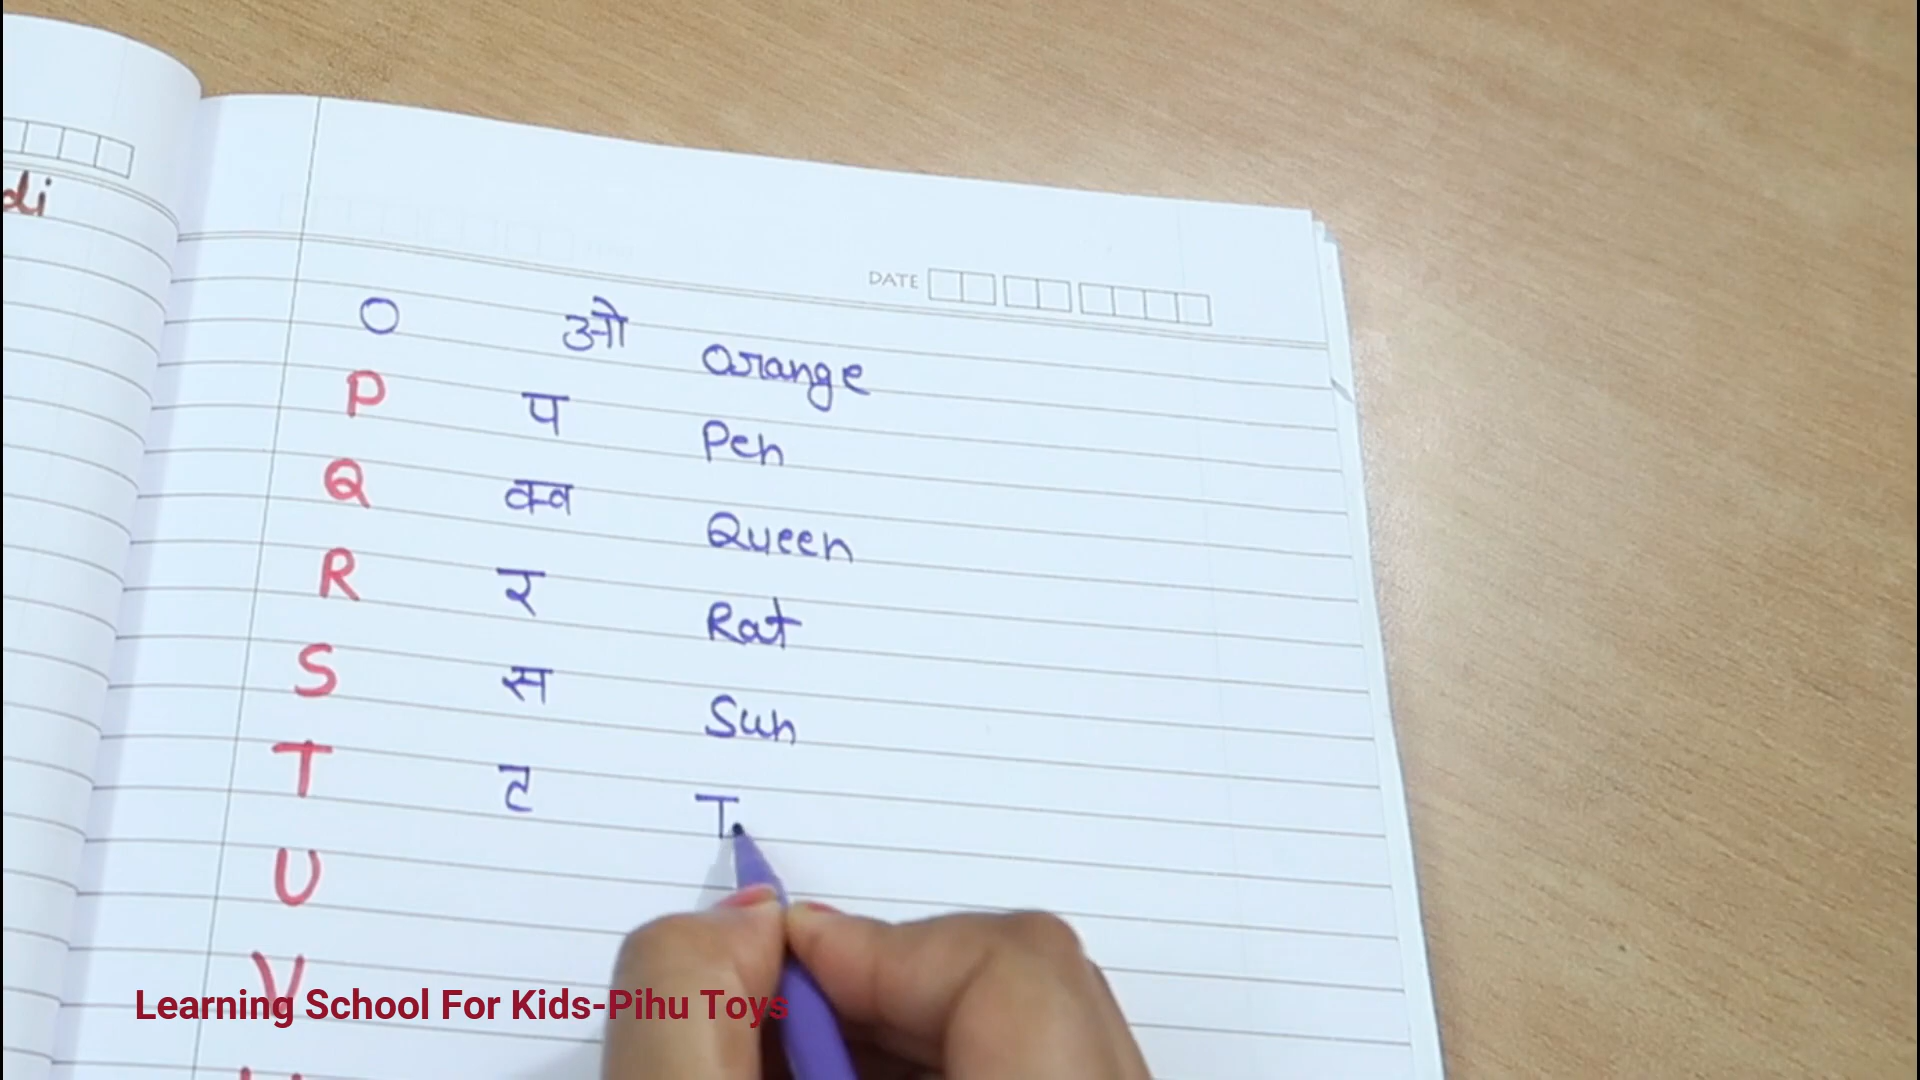 di
DATE
O ओ Orange
P प Pen
Q क्व Queen
R र Rat
S स Sun
T ट T
U
V
Learning School For Kids-Pihu Toys